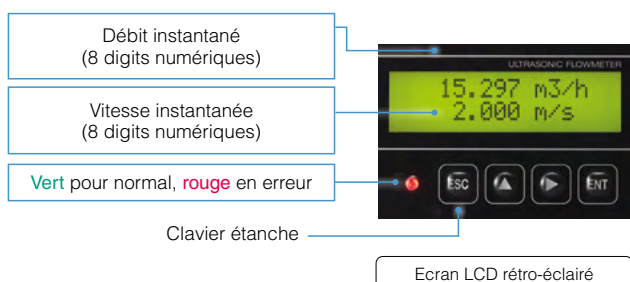 Débit instantané
(8 digits numériques)
ULTRASONIC FLOWMETER
15.297 m3/h
2.000 m/s
Vitesse instantanée
(8 digits numériques)
Vert pour normal, rouge en erreur
ESC
ENT
Clavier étanche
Ecran LCD rétro-éclairé